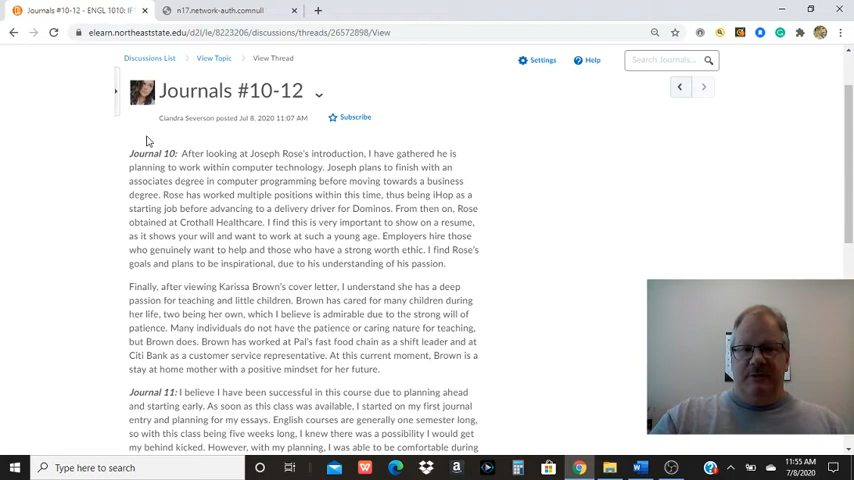 Journals #10-12 - ENGL 1010: IF
n17.network-auth.comnull
elearn.northeaststate.edu/d2l/le/8223206/discussions/threads/26572898/View
Discussions List
View Topic
View Thread
Settings
Help
Search Journals...
Journals #10-12
Ciandra Severson posted Jul 8, 2020 11:07 AM
Subscribe
Journal 10: After looking at Joseph Rose's introduction, I have gathered he is
planning to work within computer technology. Joseph plans to finish with an
associates degree in computer programming before moving towards a business
degree. Rose has worked multiple positions within this time, thus being iHop as a
starting job before advancing to a delivery driver for Dominos. From then on, Rose
obtained at Crothall Healthcare. I find this is very important to show on a resume,
as it shows your will and want to work at such a young age. Employers hire those
who genuinely want to help and those who have a strong worth ethic. I find Rose's
goals and plans to be inspirational, due to his understanding of his passion.
Finally, after viewing Karissa Brown's cover letter, I understand she has a deep
passion for teaching and little children. Brown has cared for many children during
her life, two being her own, which I believe is admirable due to the strong will of
patience. Many individuals do not have the patience or caring nature for teaching,
but Brown does. Brown has worked at Pal's fast food chain as a shift leader and at
Citi Bank as a customer service representative. At this current moment, Brown is a
stay at home mother with a positive mindset for her future.
Journal 11: I believe I have been successful in this course due to planning ahead
and starting early. As soon as this class was available, I started on my first journal
entry and planning for my essays. English courses are generally one semester long,
so with this class being five weeks long, I knew there was a possibility I would get
my behind kicked. However, with my planning, I was able to be comfortable during
Type here to search
11:55 AM
7/8/2020